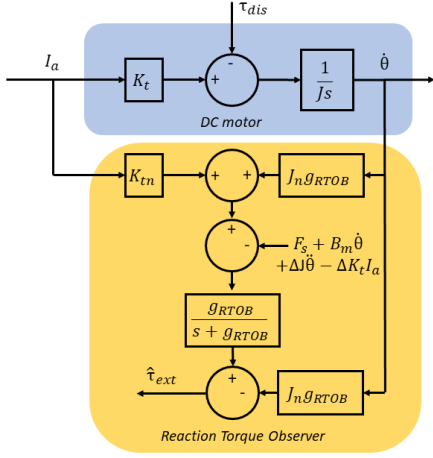 τ_dis
I_a
K_t
+
-
1
Js
θ̇
DC motor
K_tn
+
+
J_n g_RTOB
+
-
F_s + B_m θ̇
+ΔJθ̈ − ΔK_t I_a
g_RTOB
s + g_RTOB
τ̂_ext
+
-
J_n g_RTOB
Reaction Torque Observer